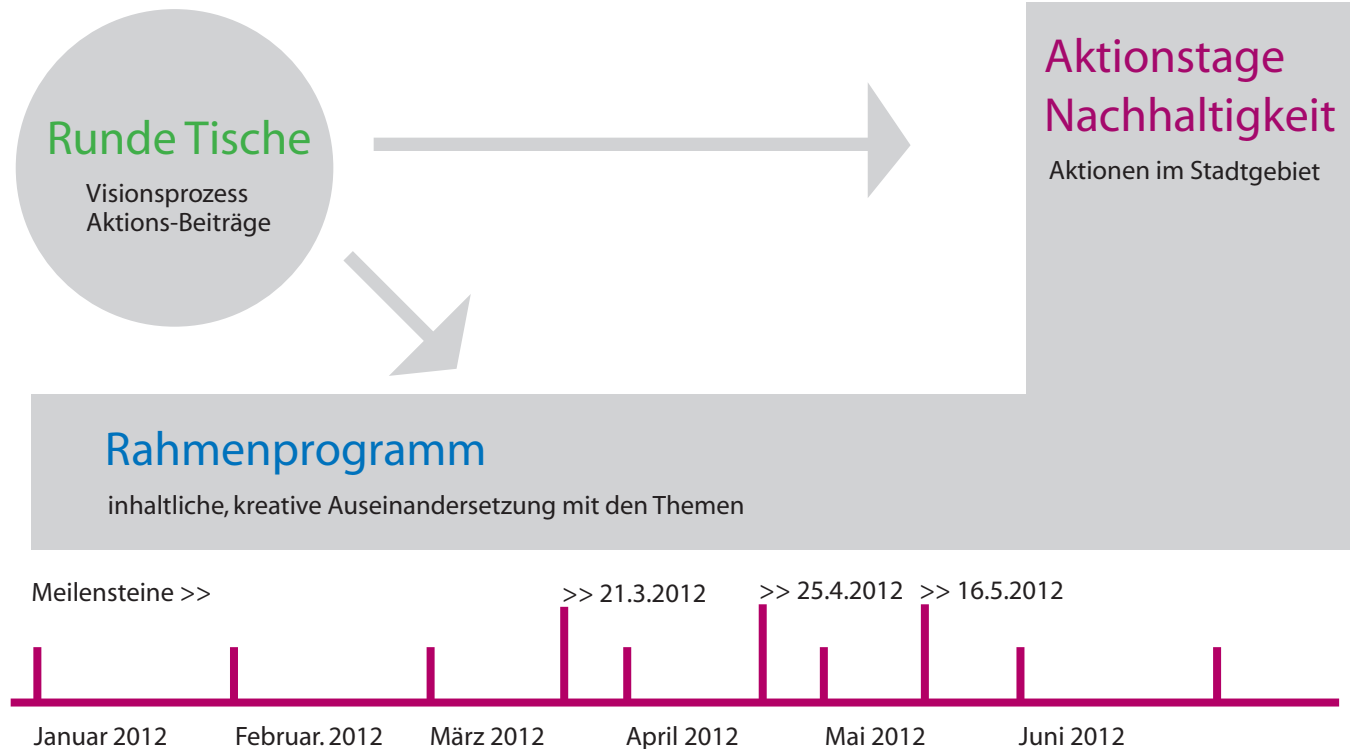 Runde Tische
Visionsprozess
Aktions-Beiträge
Aktionstage
Nachhaltigkeit
Aktionen im Stadtgebiet
Rahmenprogramm
inhaltliche, kreative Auseinandersetzung mit den Themen
Meilensteine >>
>> 21.3.2012
>> 25.4.2012
>> 16.5.2012
Januar 2012
Februar. 2012
März 2012
April 2012
Mai 2012
Juni 2012